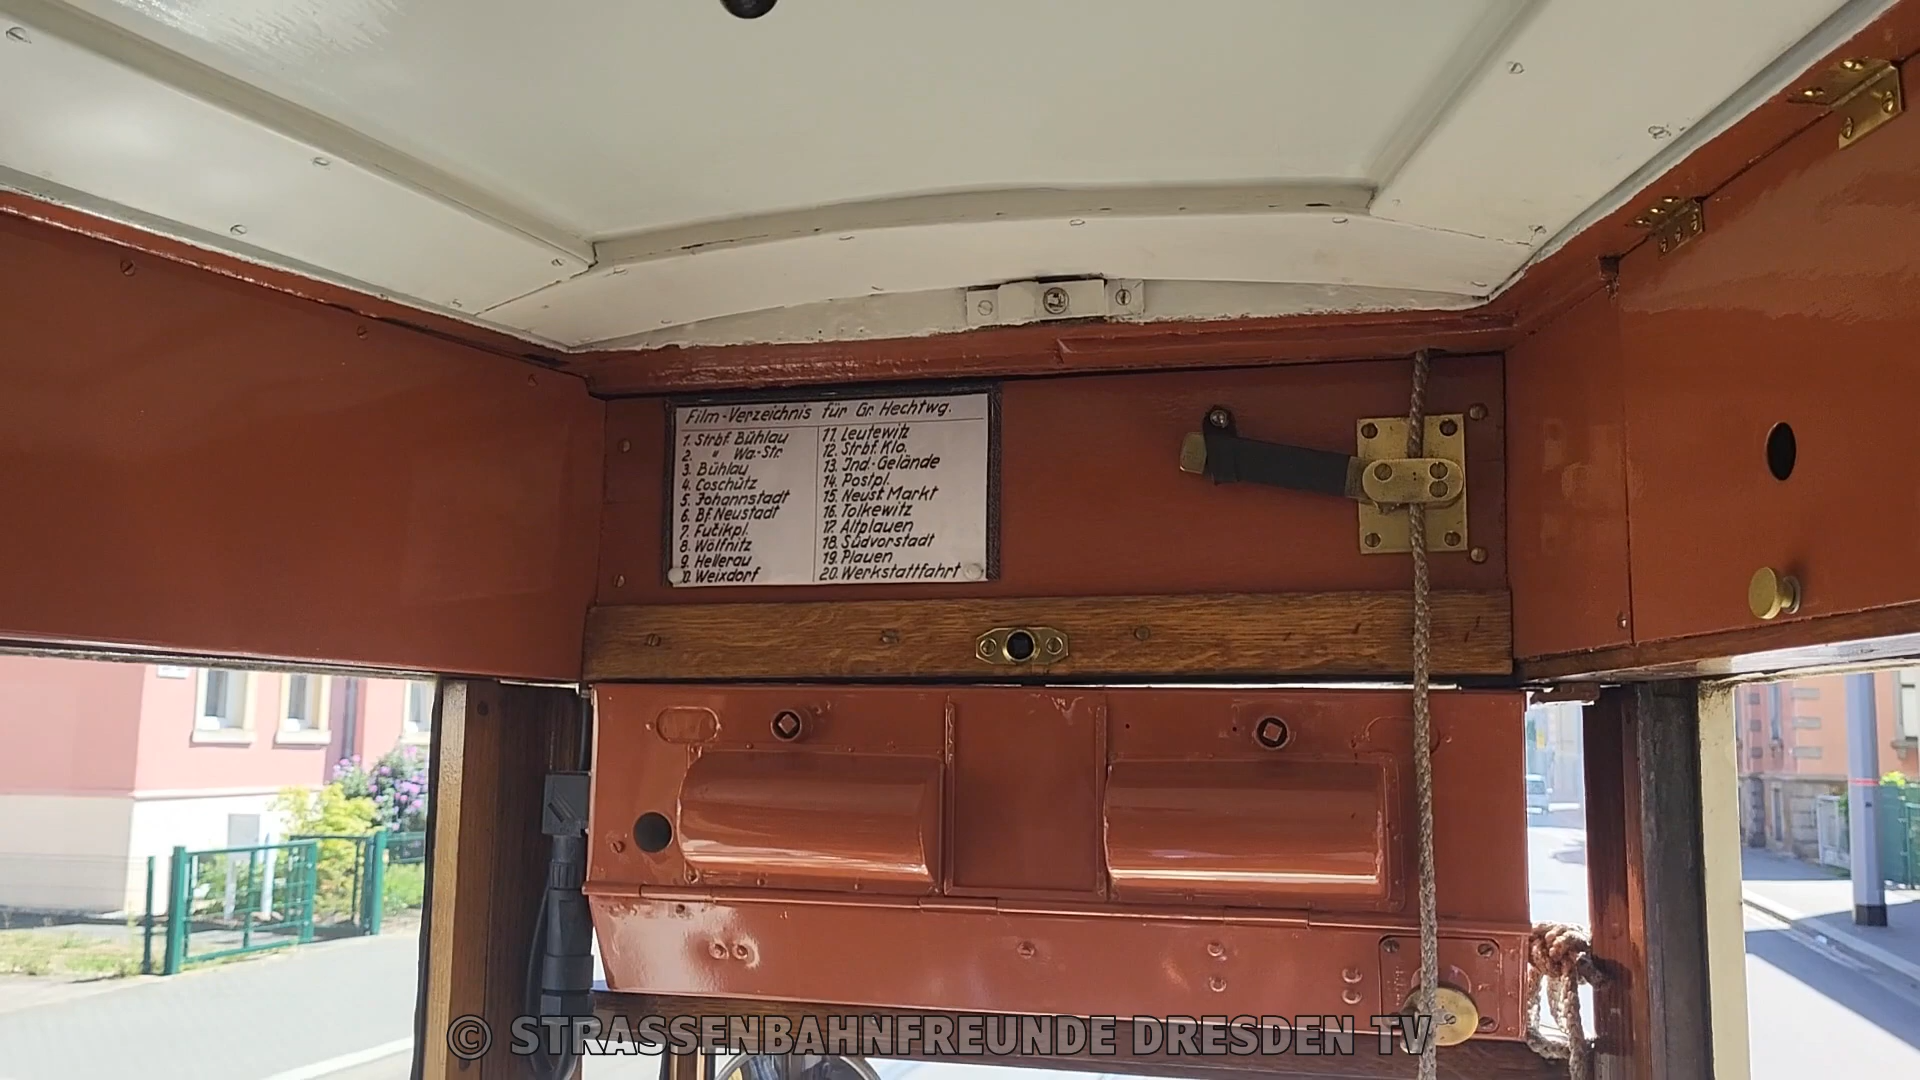 Film-Verzeichnis für Gr. Hechtwg.
1. Strbf. Bühlau
2. " Wa.-Str.
3. Bühlau
4. Coschütz
5. Johannstadt
6. Bf. Neustadt
7. Fučikpl.
8. Wölfnitz
9. Hellerau
0. Weixdorf
11. Leutewitz
12. Strbf. Klo.
13. Ind.-Gelände
14. Postpl.
15. Neust. Markt
16. Tolkewitz
17. Altplauen
18. Südvorstadt
19. Plauen
20. Werkstattfahrt
© STRASSENBAHNFREUNDE DRESDEN TV